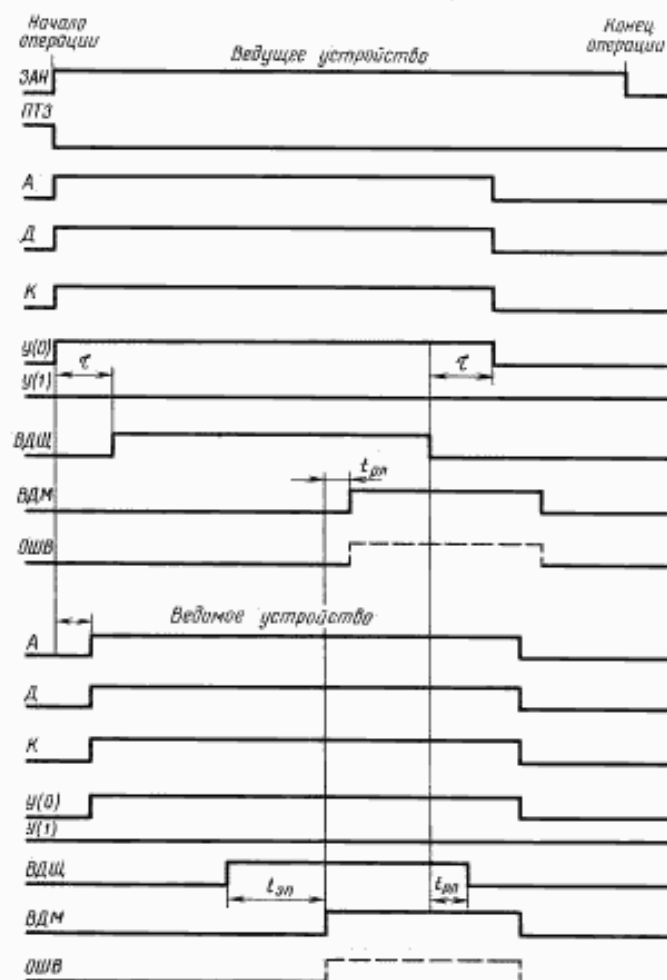 Начало операции
Конец операции
Ведущее устройство
ЗАН
ПТЗ
А
Д
К
У(0)
τ
τ
У(1)
ВДЩ
tрп
ВДМ
ОШВ
Ведомое устройство
А
Д
К
У(0)
У(1)
ВДЩ
tзп
tрп
ВДМ
ОШВ